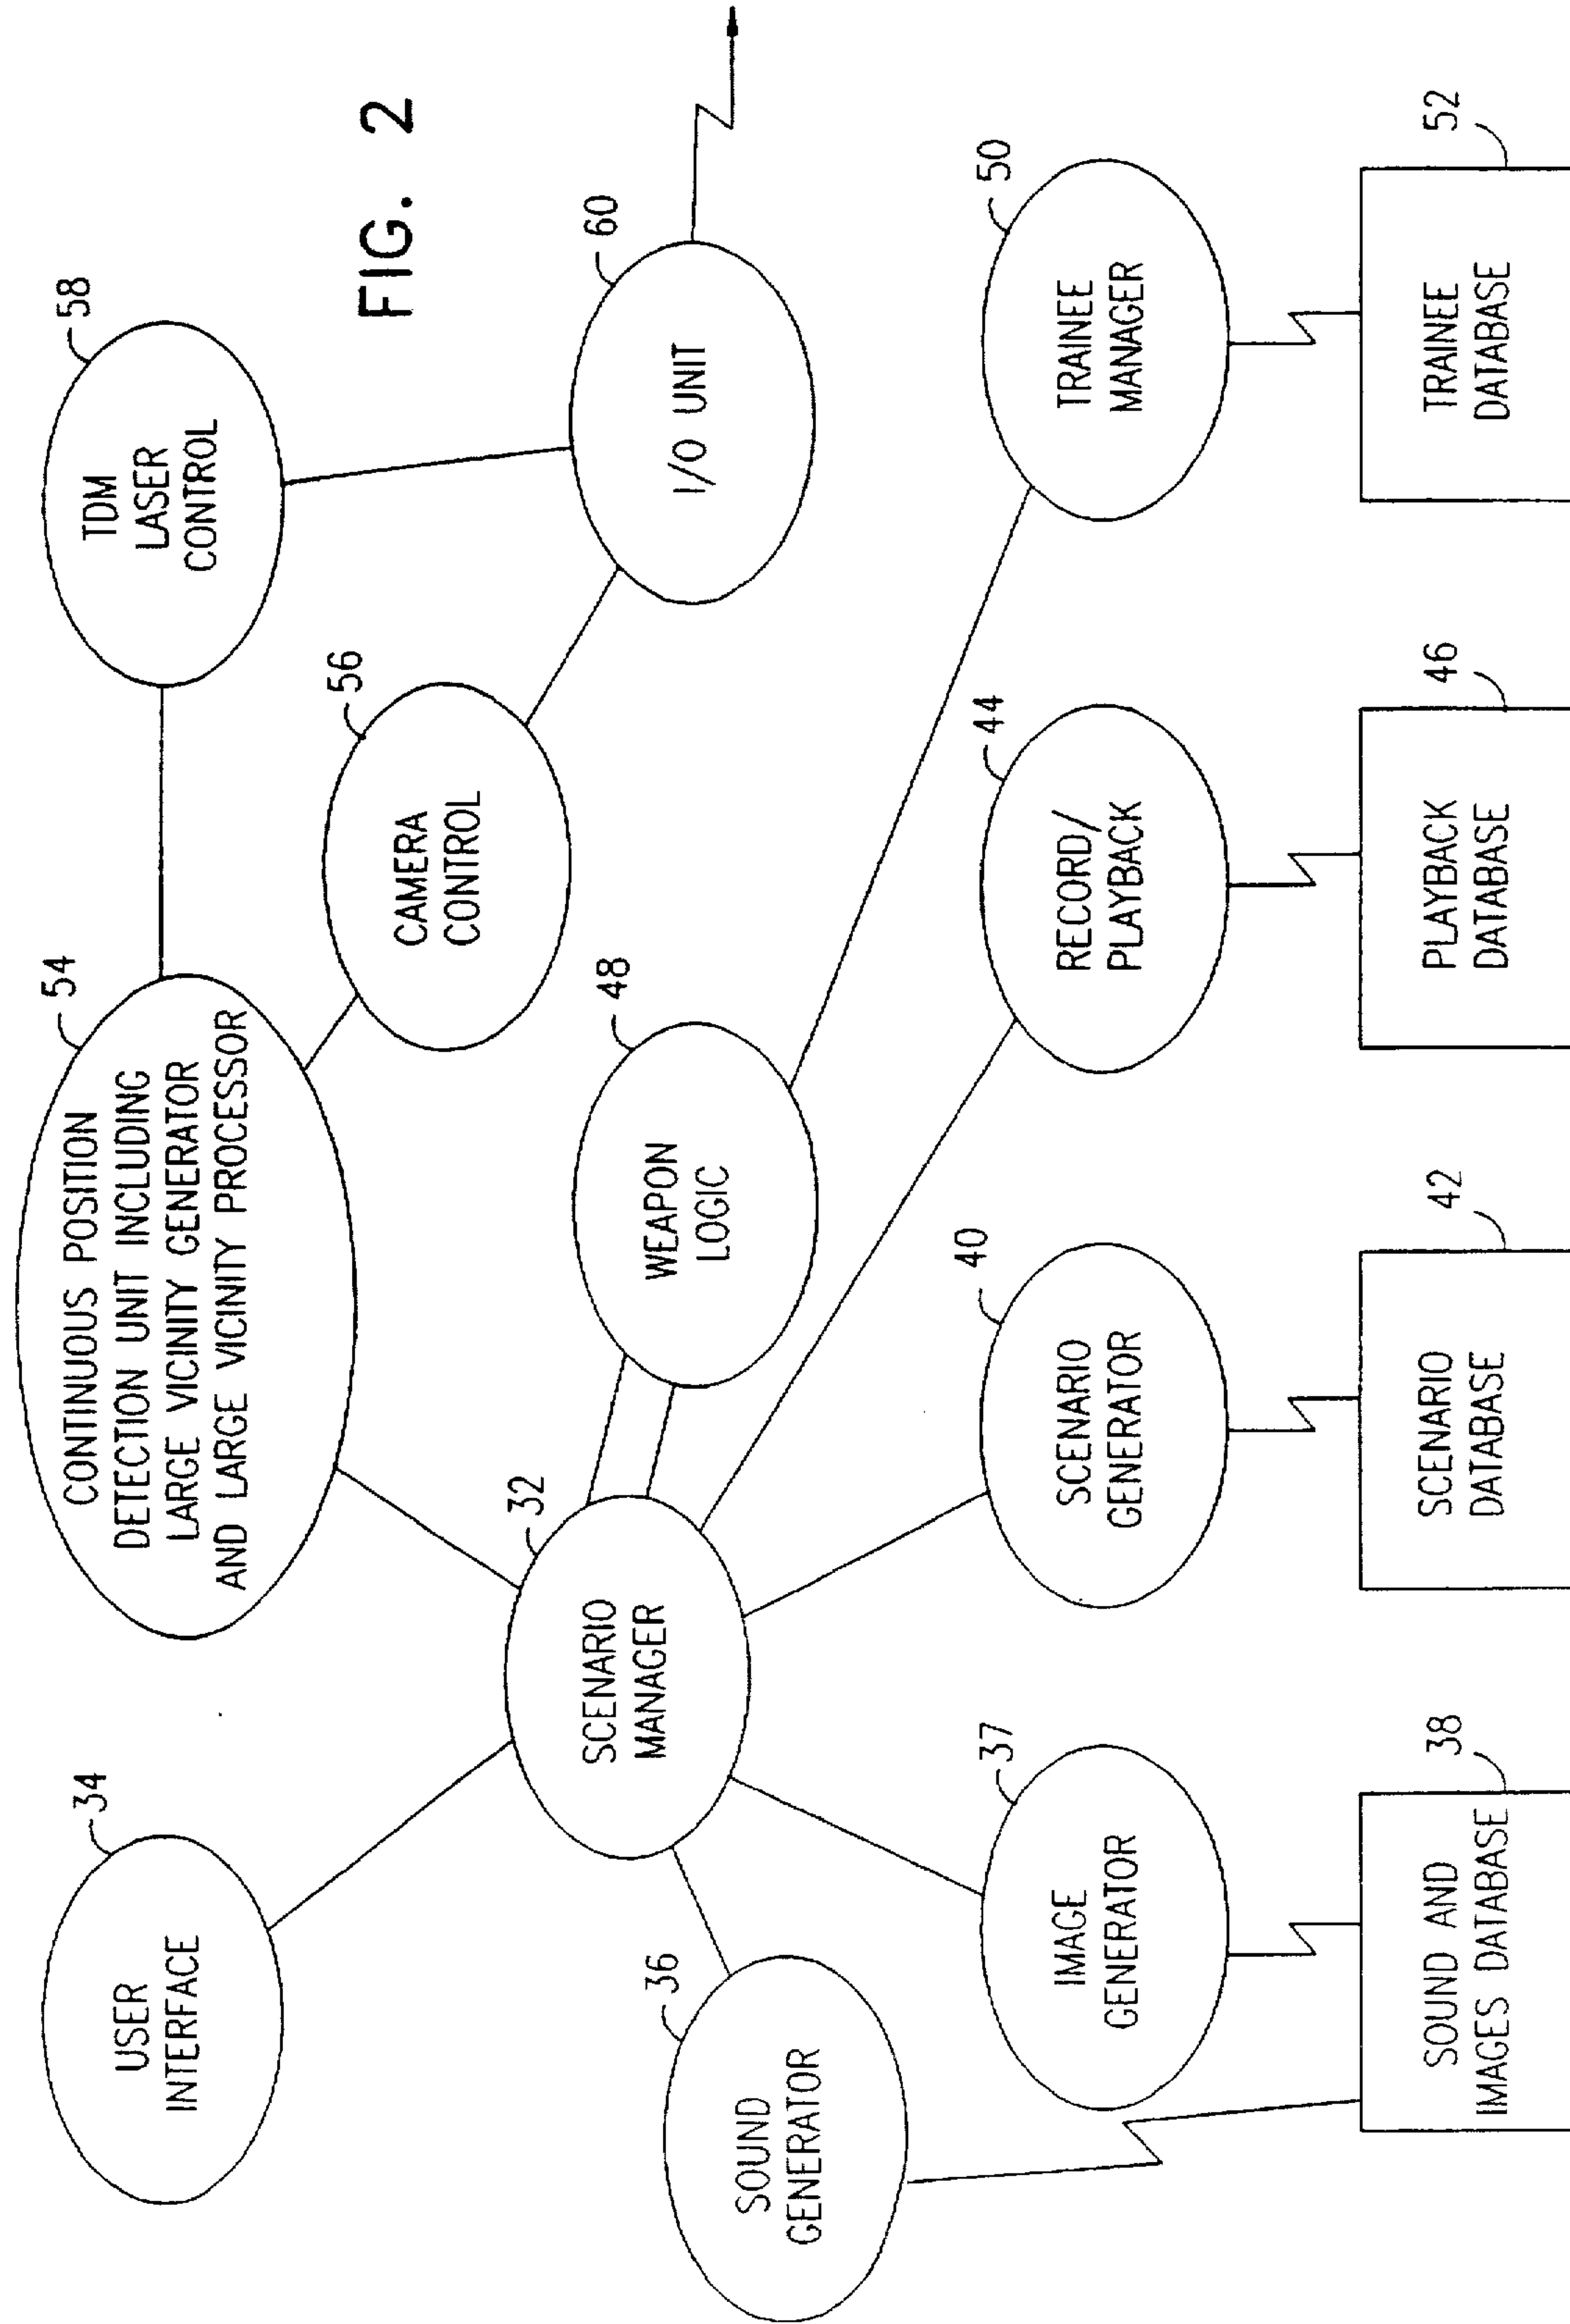 FIG. 2
USER
INTERFACE
34
CONTINUOUS POSITION
DETECTION UNIT INCLUDING
LARGE VICINITY GENERATOR
AND LARGE VICINITY PROCESSOR
54
TDM
LASER
CONTROL
58
CAMERA
CONTROL
56
I/O UNIT
60
SCENARIO
MANAGER
32
WEAPON
LOGIC
48
SOUND
GENERATOR
36
IMAGE
GENERATOR
37
SCENARIO
GENERATOR
40
RECORD/
PLAYBACK
44
TRAINEE
MANAGER
50
SOUND AND
IMAGES DATABASE
38
SCENARIO
DATABASE
42
PLAYBACK
DATABASE
46
TRAINEE
DATABASE
52